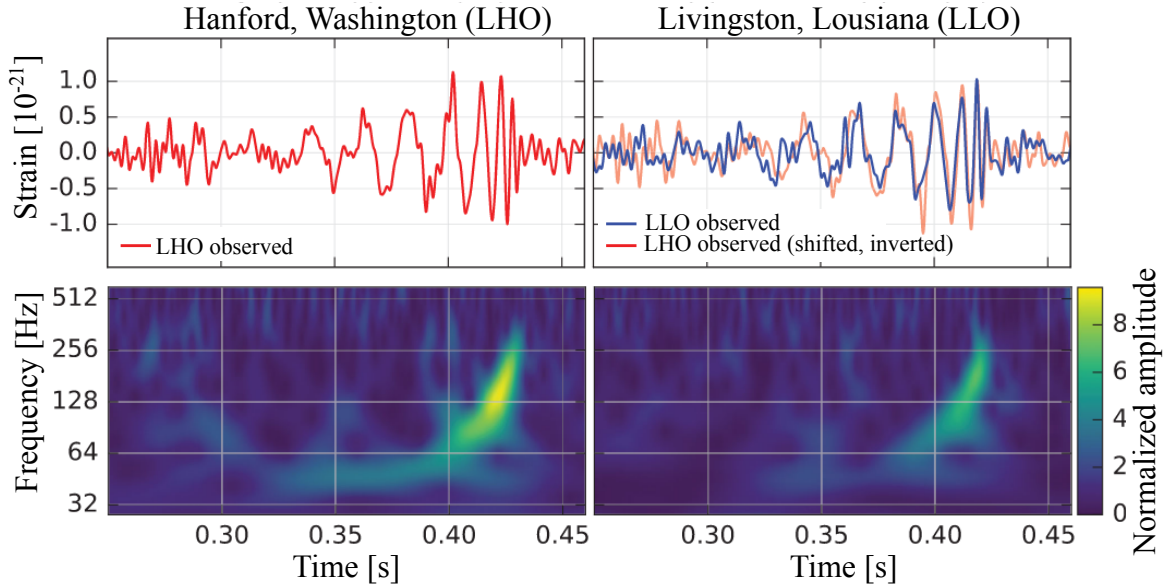 Hanford, Washington (LHO)
Livingston, Lousiana (LLO)
Strain [10⁻²¹]
1.0
0.5
0.0
-0.5
-1.0
LHO observed
LLO observed
LHO observed (shifted, inverted)
Frequency [Hz]
512
256
128
64
32
0.30
0.35
0.40
0.45
Time [s]
0.30
0.35
0.40
0.45
Time [s]
8
6
4
2
0
Normalized amplitude